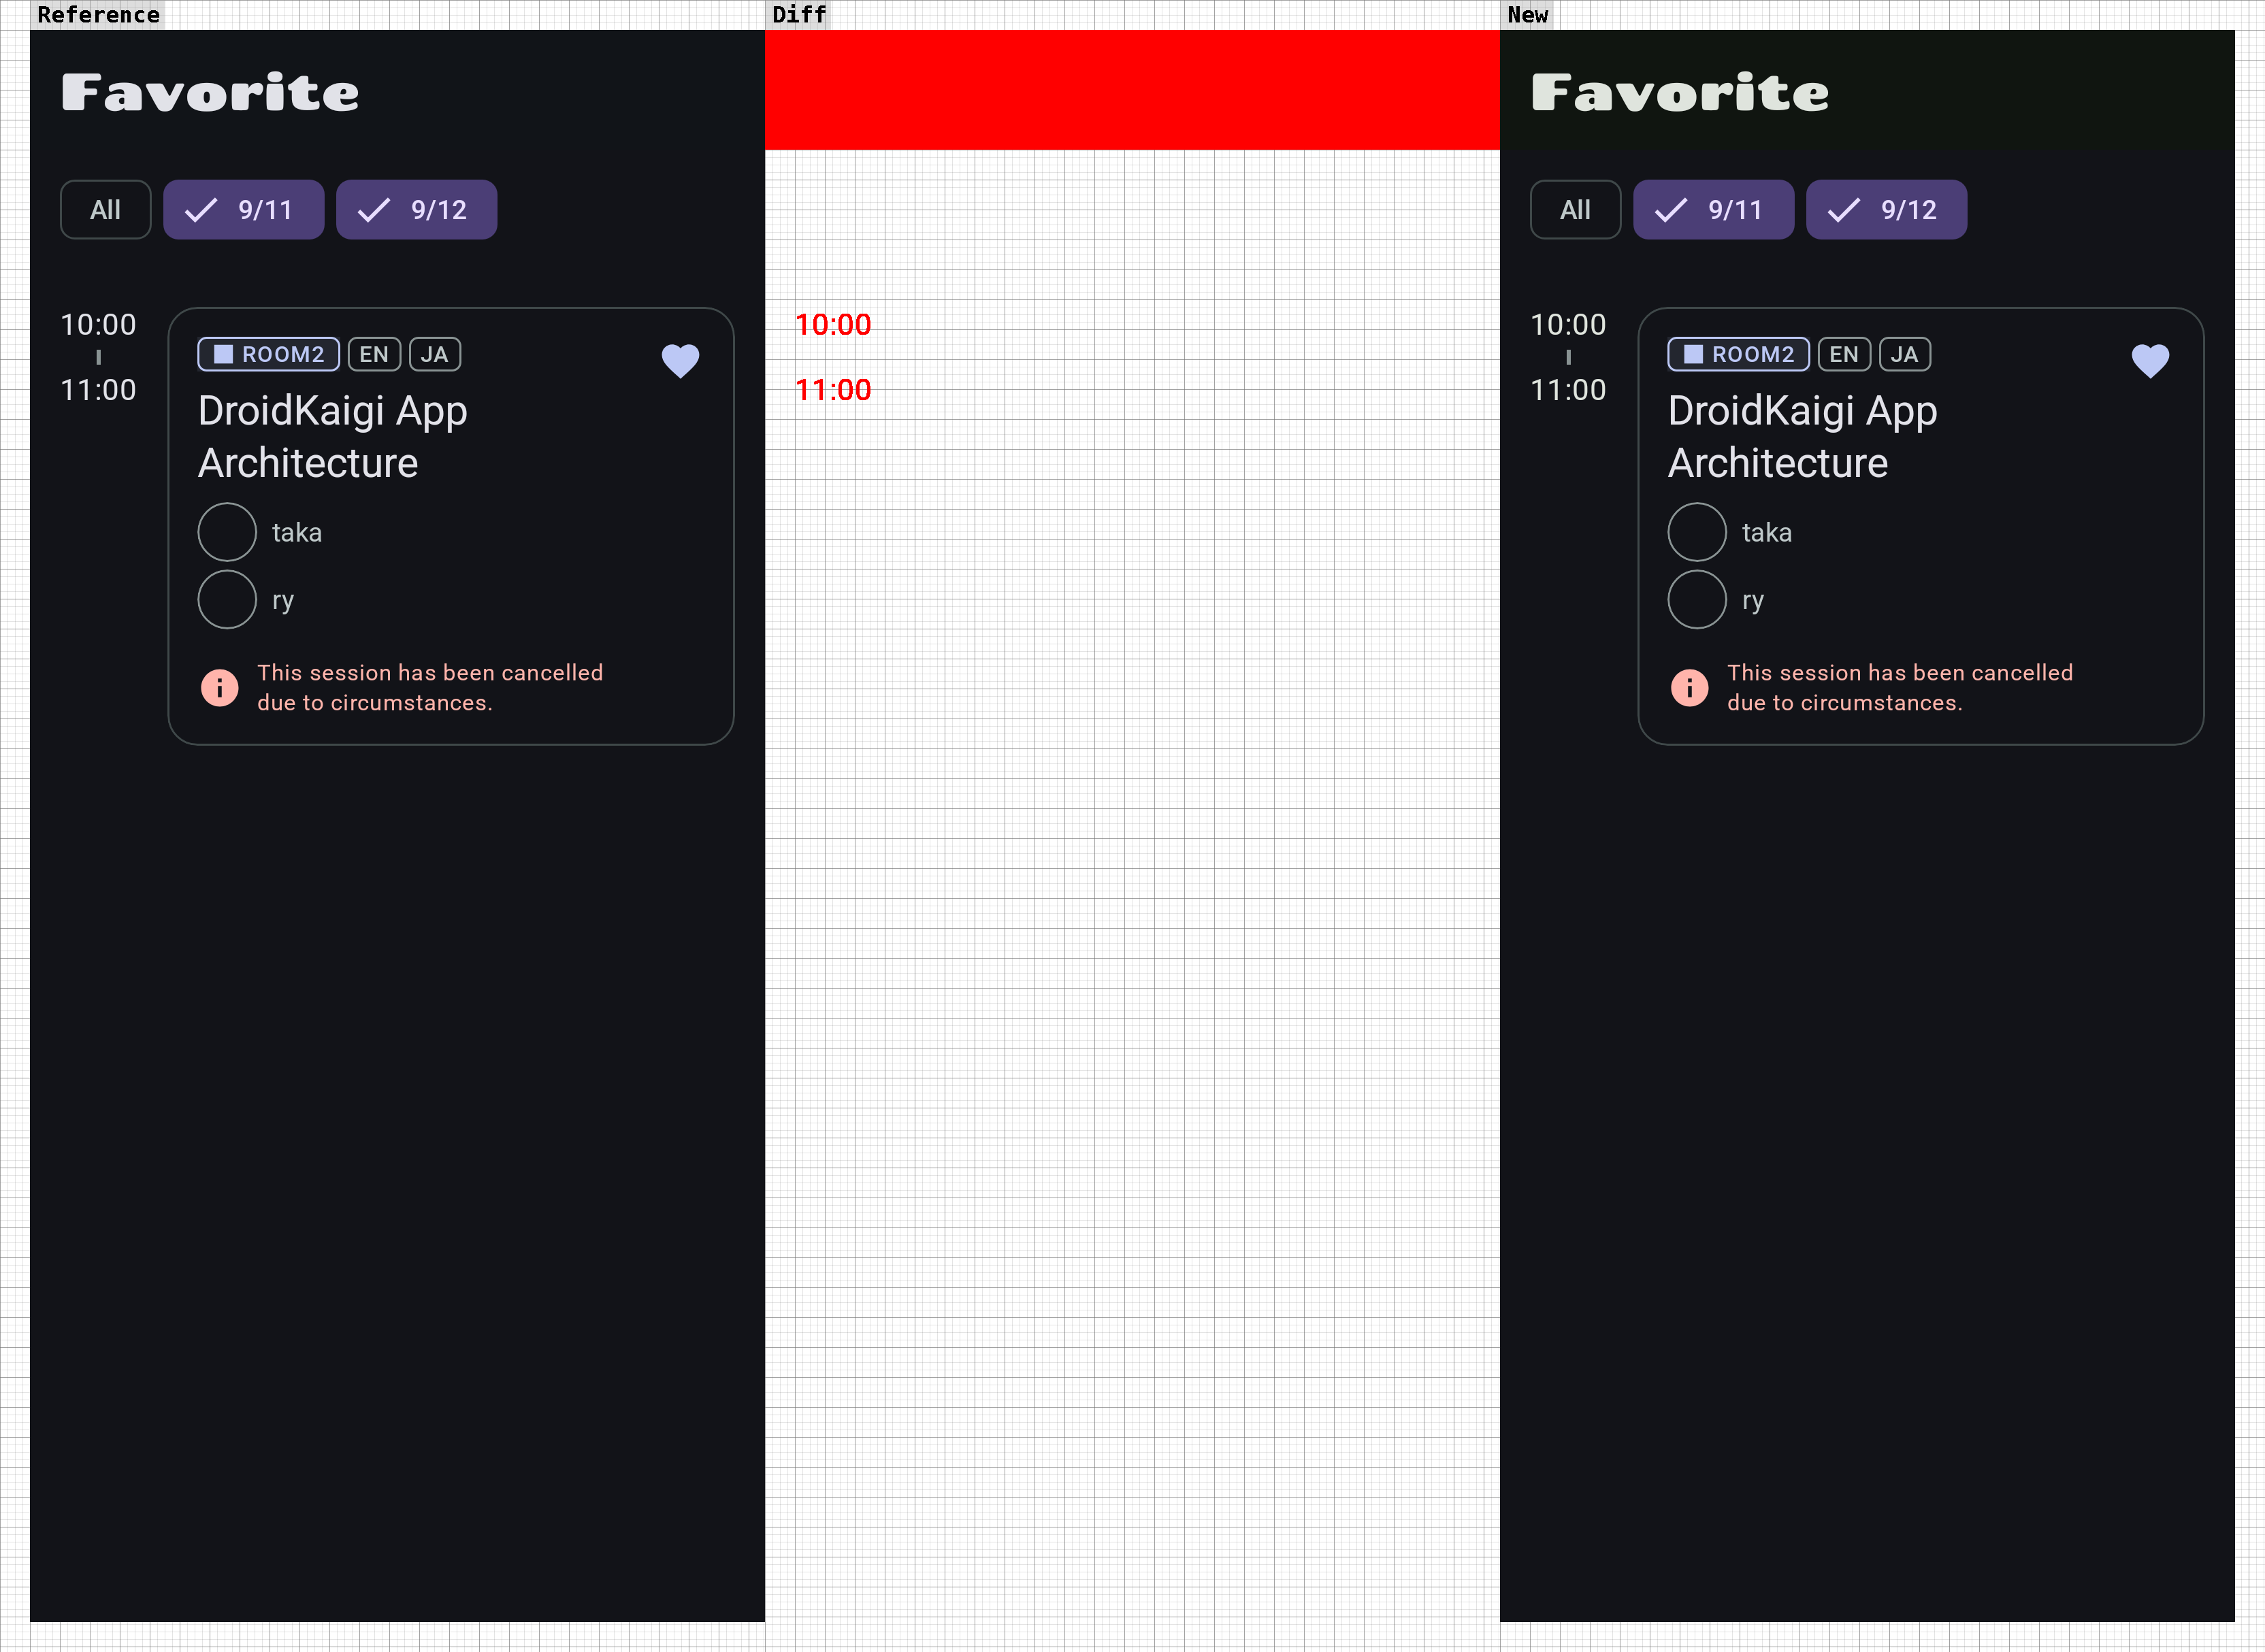 Reference
Diff
New
Favorite
All
9/11
9/12
10:00
11:00
ROOM2
EN
JA
DroidKaigi App
Architecture
taka
ry
This session has been cancelled
due to circumstances.
10:00
11:00
Favorite
All
9/11
9/12
10:00
11:00
ROOM2
EN
JA
DroidKaigi App
Architecture
taka
ry
This session has been cancelled
due to circumstances.